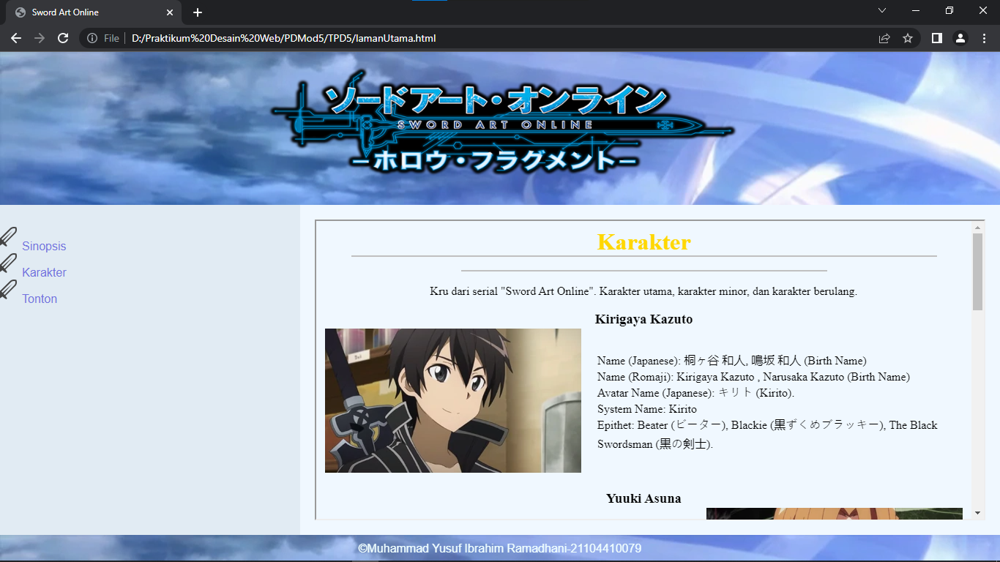 Sword Art Online
File
D:/Praktikum%20Desain%20Web/PDMod5/TPD5/lamanUtama.html
ソードアート・オンライン
SWORD ART ONLINE
－ホロウ・フラグメント－
Sinopsis
Karakter
Tonton
Karakter
Kru dari serial "Sword Art Online". Karakter utama, karakter minor, dan karakter berulang.
Kirigaya Kazuto
Name (Japanese): 桐ヶ谷 和人, 鳴坂 和人 (Birth Name)
Name (Romaji): Kirigaya Kazuto , Narusaka Kazuto (Birth Name)
Avatar Name (Japanese): キリト (Kirito).
System Name: Kirito
Epithet: Beater (ビーター), Blackie (黒ずくめブラッキー), The Black
Swordsman (黒の剣士).
Yuuki Asuna
©Muhammad Yusuf Ibrahim Ramadhani-21104410079